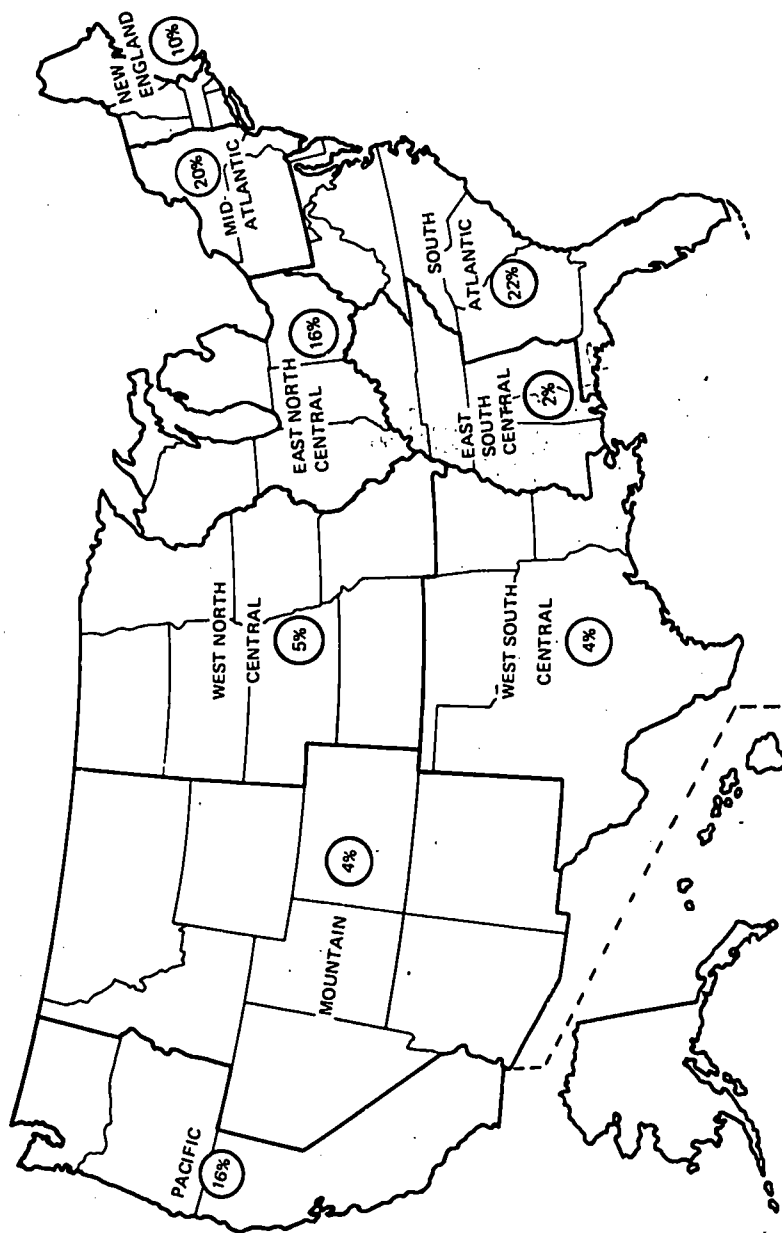 PACIFIC
16%
MOUNTAIN
4%
WEST NORTH
CENTRAL
5%
WEST SOUTH
CENTRAL
4%
EAST NORTH
CENTRAL
16%
EAST
SOUTH
CENTRAL
2%
SOUTH
ATLANTIC
22%
MID-
ATLANTIC
20%
NEW
ENGLAND
10%